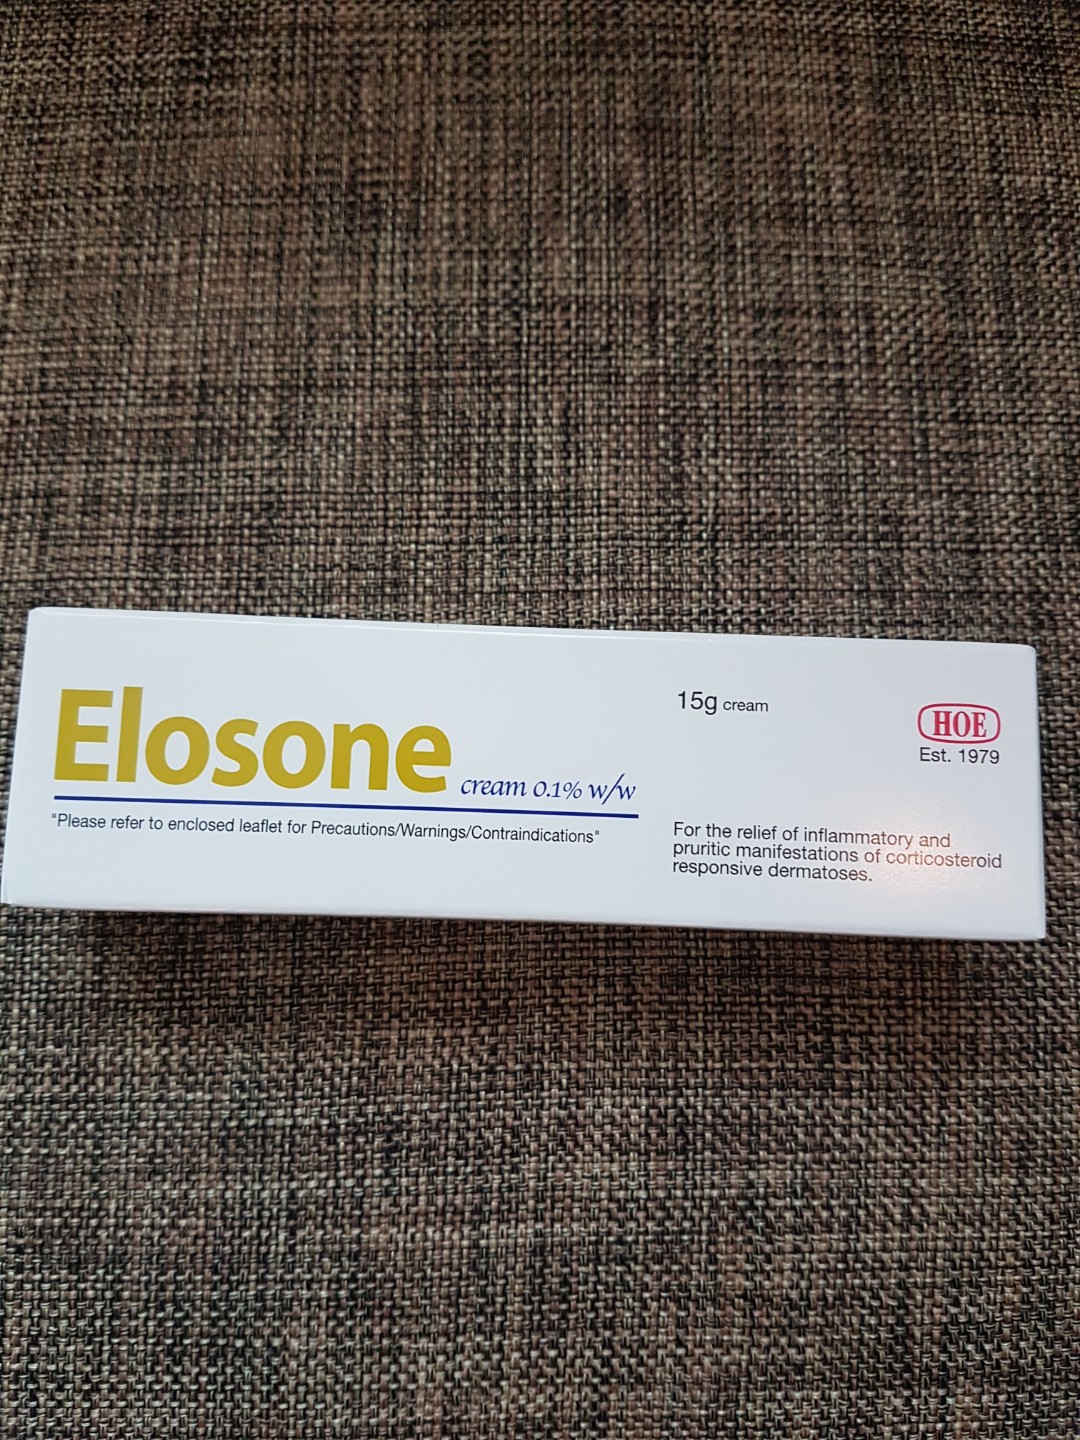 Elosone cream 0.1% w/w
"Please refer to enclosed leaflet for Precautions/Warnings/Contraindications"
15g cream
HOE
Est. 1979
For the relief of inflammatory and
pruritic manifestations of corticosteroid
responsive dermatoses.